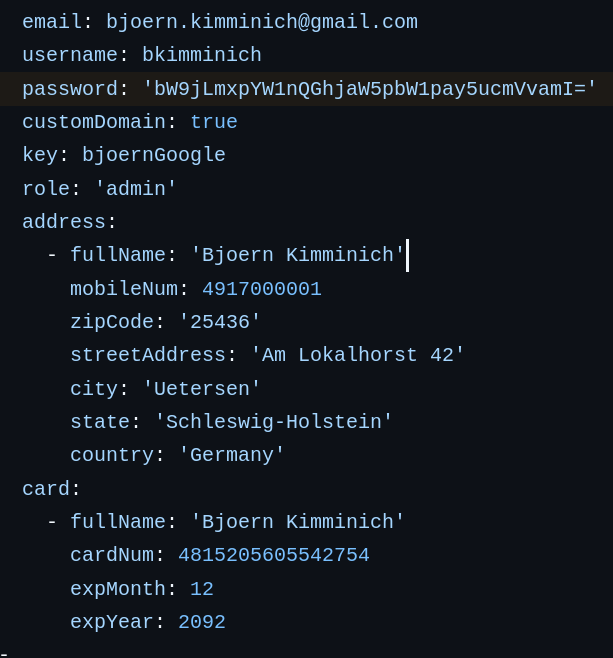 email: bjoern.kimminich@gmail.com
username: bkimminich
password: 'bW9jLmxpYW1nQGhjaW5pbW1pay5ucmVvamI='
customDomain: true
key: bjoernGoogle
role: 'admin'
address:
  - fullName: 'Bjoern Kimminich'
    mobileNum: 4917000001
    zipCode: '25436'
    streetAddress: 'Am Lokalhorst 42'
    city: 'Uetersen'
    state: 'Schleswig-Holstein'
    country: 'Germany'
card:
  - fullName: 'Bjoern Kimminich'
    cardNum: 4815205605542754
    expMonth: 12
    expYear: 2092
-